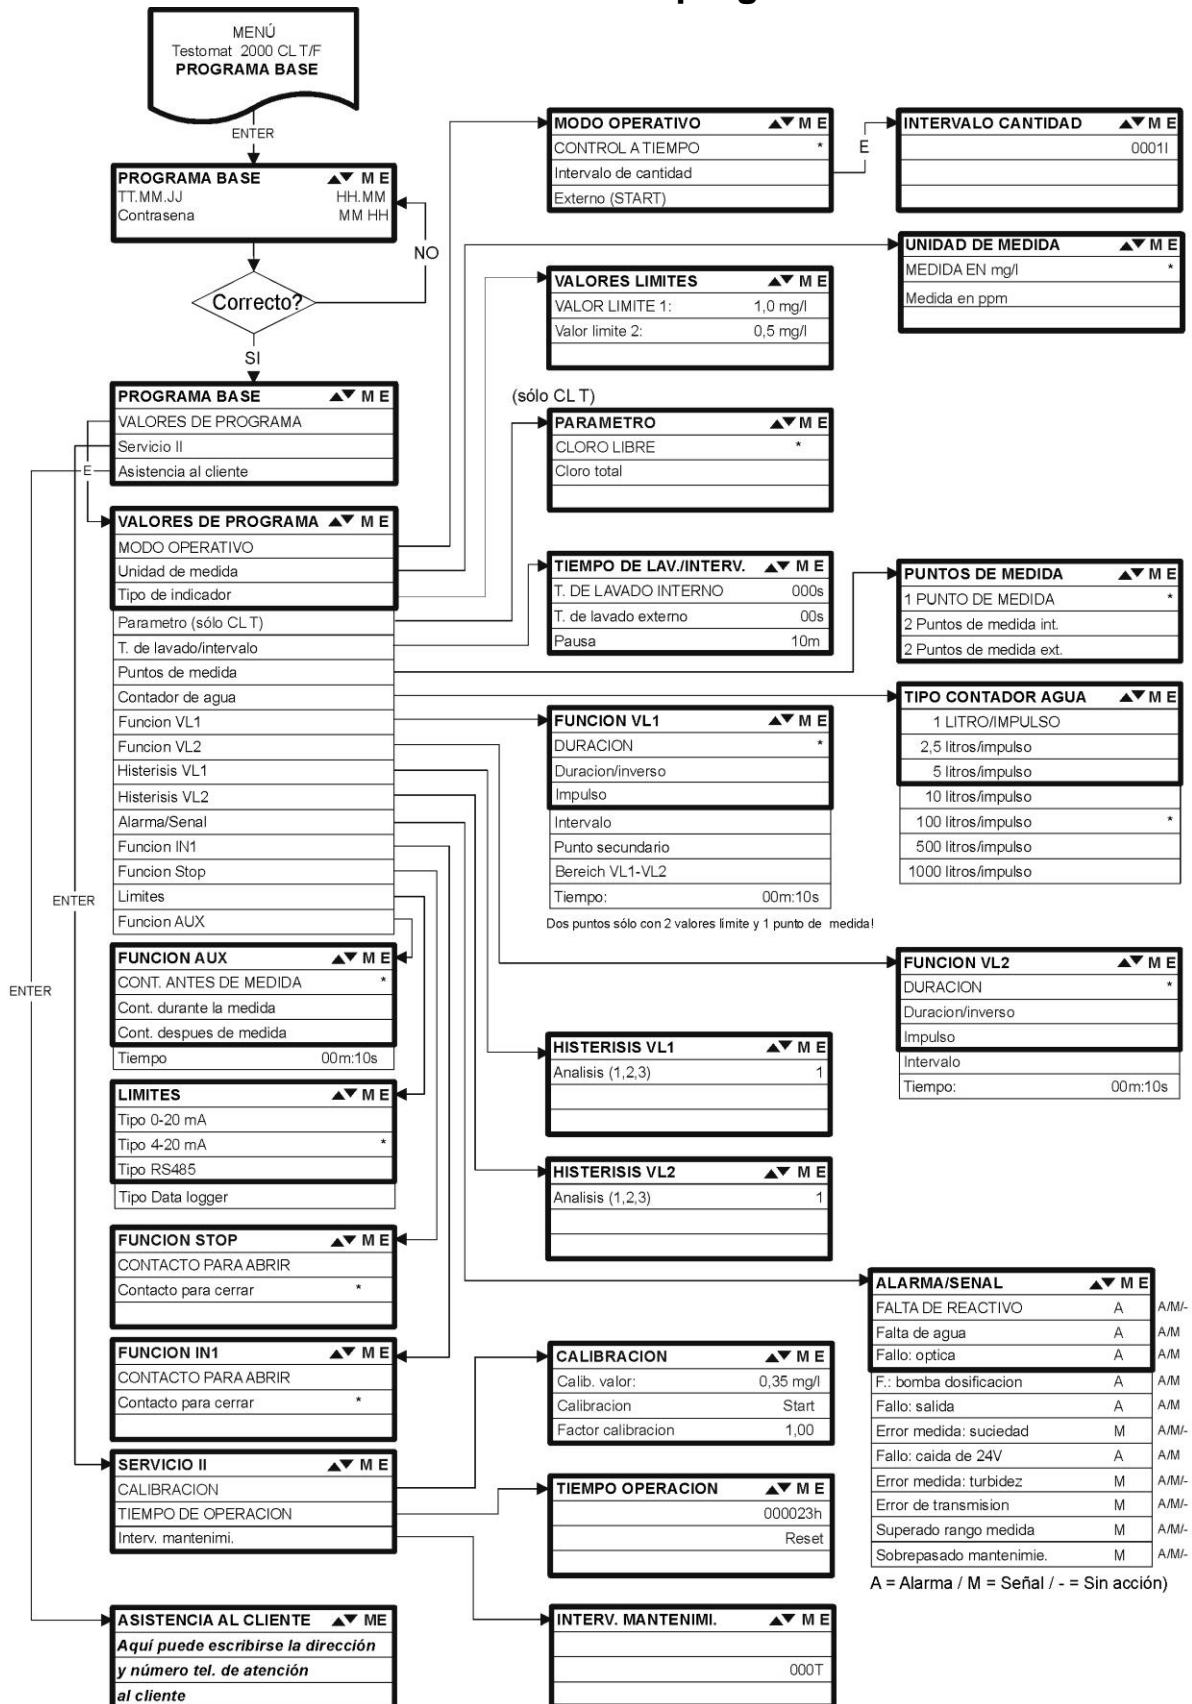 MENÚ
Testomat 2000 CL T/F
PROGRAMA BASE
ENTER
PROGRAMA BASE ▲▼ M E
TT.MM.JJ HH.MM
Contrasena MM HH
NO
Correcto?
SI
PROGRAMA BASE ▲▼ M E
VALORES DE PROGRAMA
Servicio II
Asistencia al cliente
E
ENTER
ENTER
VALORES DE PROGRAMA ▲▼ M E
MODO OPERATIVO
Unidad de medida
Tipo de indicador
Parametro (sólo CL T)
T. de lavado/intervalo
Puntos de medida
Contador de agua
Funcion VL1
Funcion VL2
Histerisis VL1
Histerisis VL2
Alarma/Senal
Funcion IN1
Funcion Stop
Limites
Funcion AUX
FUNCION AUX ▲▼ M E
CONT. ANTES DE MEDIDA *
Cont. durante la medida
Cont. despues de medida
Tiempo 00m:10s
LIMITES ▲▼ M E
Tipo 0-20 mA
Tipo 4-20 mA *
Tipo RS485
Tipo Data logger
FUNCION STOP ▲▼ M E
CONTACTO PARA ABRIR
Contacto para cerrar *
FUNCION IN1 ▲▼ M E
CONTACTO PARA ABRIR
Contacto para cerrar *
SERVICIO II ▲▼ M E
CALIBRACION
TIEMPO DE OPERACION
Interv. mantenimi.
ASISTENCIA AL CLIENTE ▲▼ ME
Aquí puede escribirse la dirección
y número tel. de atención
al cliente
MODO OPERATIVO ▲▼ M E
CONTROL A TIEMPO *
Intervalo de cantidad
Externo (START)
E
INTERVALO CANTIDAD ▲▼ M E
0001l
UNIDAD DE MEDIDA ▲▼ M E
MEDIDA EN mg/l *
Medida en ppm
VALORES LIMITES ▲▼ M E
VALOR LIMITE 1: 1,0 mg/l
Valor limite 2: 0,5 mg/l
(sólo CL T)
PARAMETRO ▲▼ M E
CLORO LIBRE *
Cloro total
TIEMPO DE LAV./INTERV. ▲▼ M E
T. DE LAVADO INTERNO 000s
T. de lavado externo 00s
Pausa 10m
PUNTOS DE MEDIDA ▲▼ M E
1 PUNTO DE MEDIDA *
2 Puntos de medida int.
2 Puntos de medida ext.
TIPO CONTADOR AGUA ▲▼ M E
1 LITRO/IMPULSO
2,5 litros/impulso
5 litros/impulso
10 litros/impulso
100 litros/impulso *
500 litros/impulso
1000 litros/impulso
FUNCION VL1 ▲▼ M E
DURACION *
Duracion/inverso
Impulso
Intervalo
Punto secundario
Bereich VL1-VL2
Tiempo: 00m:10s
Dos puntos sólo con 2 valores límite y 1 punto de medida!
FUNCION VL2 ▲▼ M E
DURACION *
Duracion/inverso
Impulso
Intervalo
Tiempo: 00m:10s
HISTERISIS VL1 ▲▼ M E
Analisis (1,2,3) 1
HISTERISIS VL2 ▲▼ M E
Analisis (1,2,3) 1
ALARMA/SENAL ▲▼ M E
FALTA DE REACTIVO A A/M/-
Falta de agua A A/M
Fallo: optica A A/M
F.: bomba dosificacion A A/M
Fallo: salida A A/M
Error medida: suciedad M A/M/-
Fallo: caida de 24V A A/M
Error medida: turbidez M A/M/-
Error de transmision M A/M/-
Superado rango medida M A/M/-
Sobrepasado mantenimie. M A/M/-
A = Alarma / M = Señal / - = Sin acción)
CALIBRACION ▲▼ M E
Calib. valor: 0,35 mg/l
Calibracion Start
Factor calibracion 1,00
TIEMPO OPERACION ▲▼ M E
000023h
Reset
INTERV. MANTENIMI. ▲▼ M E
000T